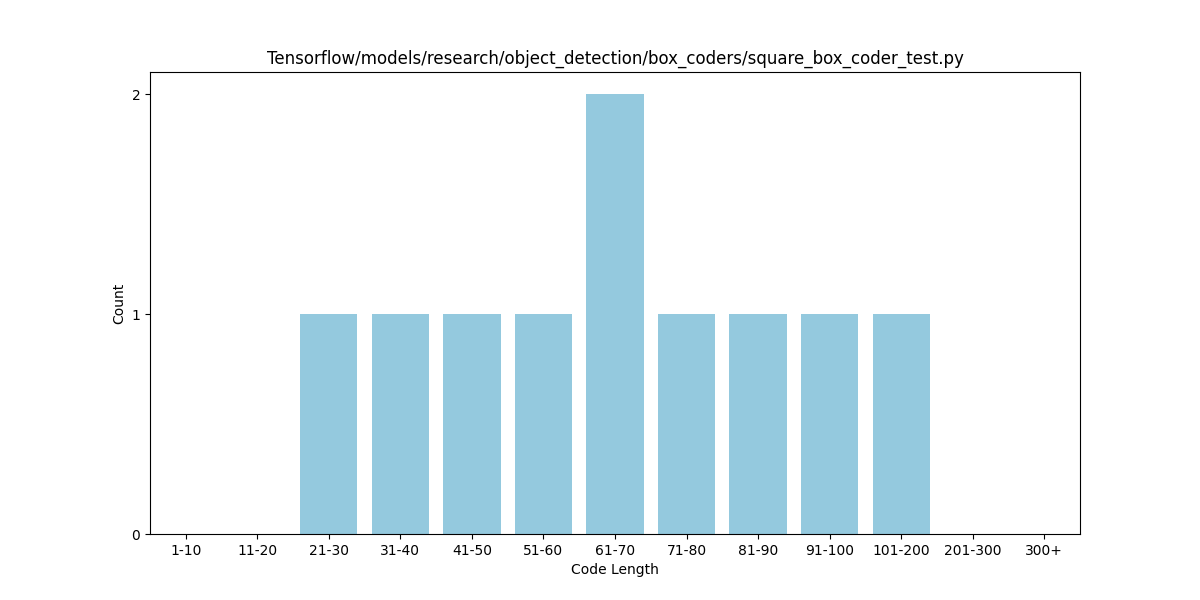 Tensorflow/models/research/object_detection/box_coders/square_box_coder_test.py
2
1
0
Count
1-10 11-20 21-30 31-40 41-50 51-60 61-70 71-80 81-90 91-100 101-200 201-300 300+
Code Length